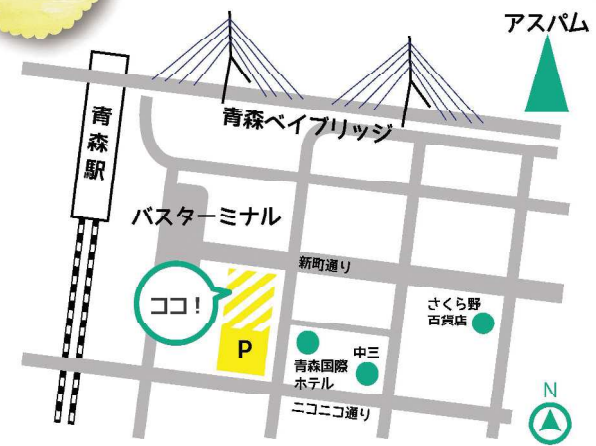 アスパム
青森ベイブリッジ
青森駅
バスターミナル
新町通り
ココ！
さくら野
百貨店
P
青森国際
ホテル
中三
ニコニコ通り
N